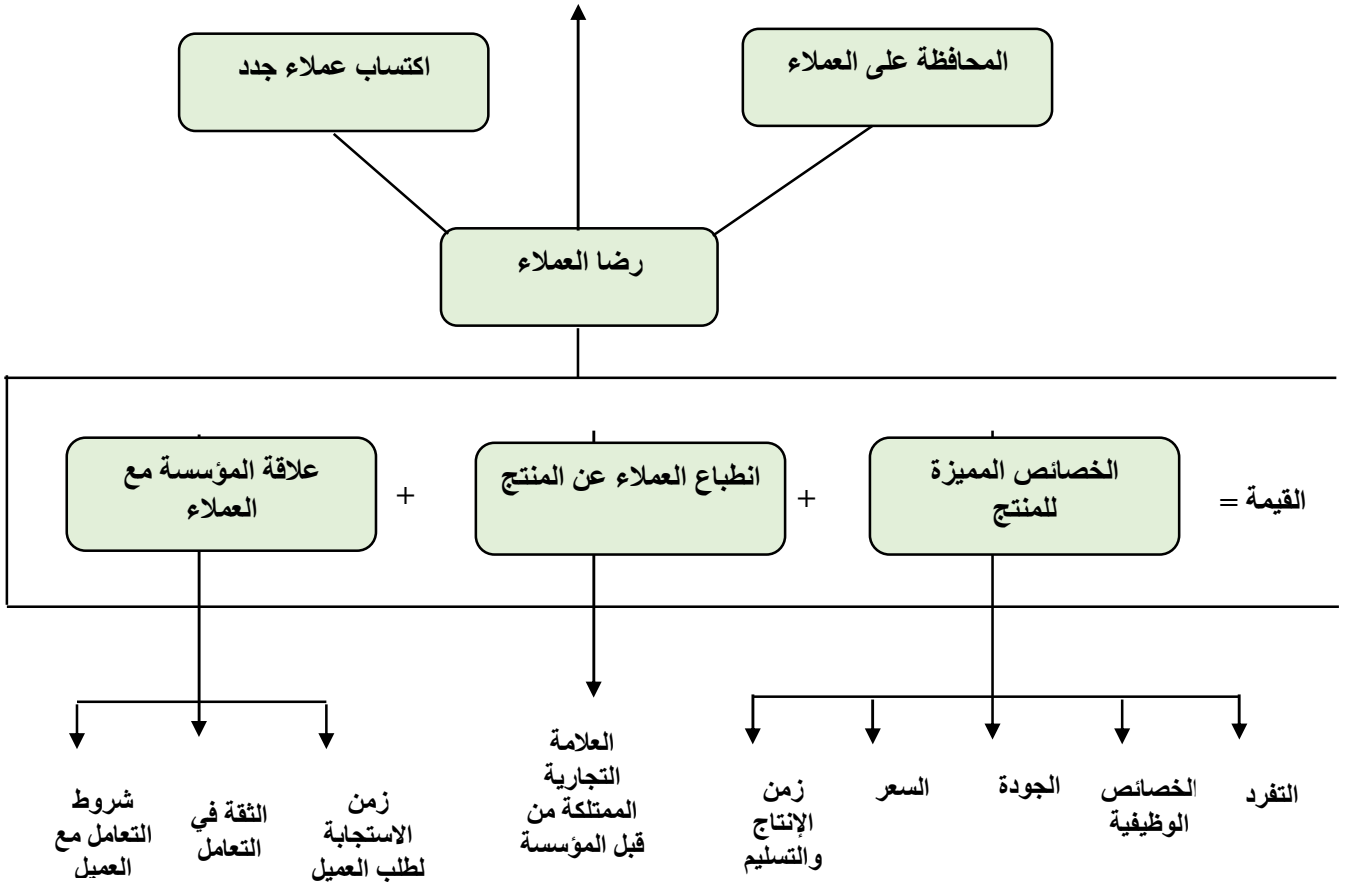 المحافظة على العملاء
اكتساب عملاء جدد
رضا العملاء
القيمة =
الخصائص المميزة
للمنتج
+
انطباع العملاء عن المنتج
+
علاقة المؤسسة مع
العملاء
التفرد
الخصائص
الوظيفية
الجودة
السعر
زمن
الإنتاج
والتسليم
العلامة
التجارية
الممتلكة من
قبل المؤسسة
زمن
الاستجابة
لطلب العميل
الثقة في
التعامل
شروط
التعامل مع
العميل